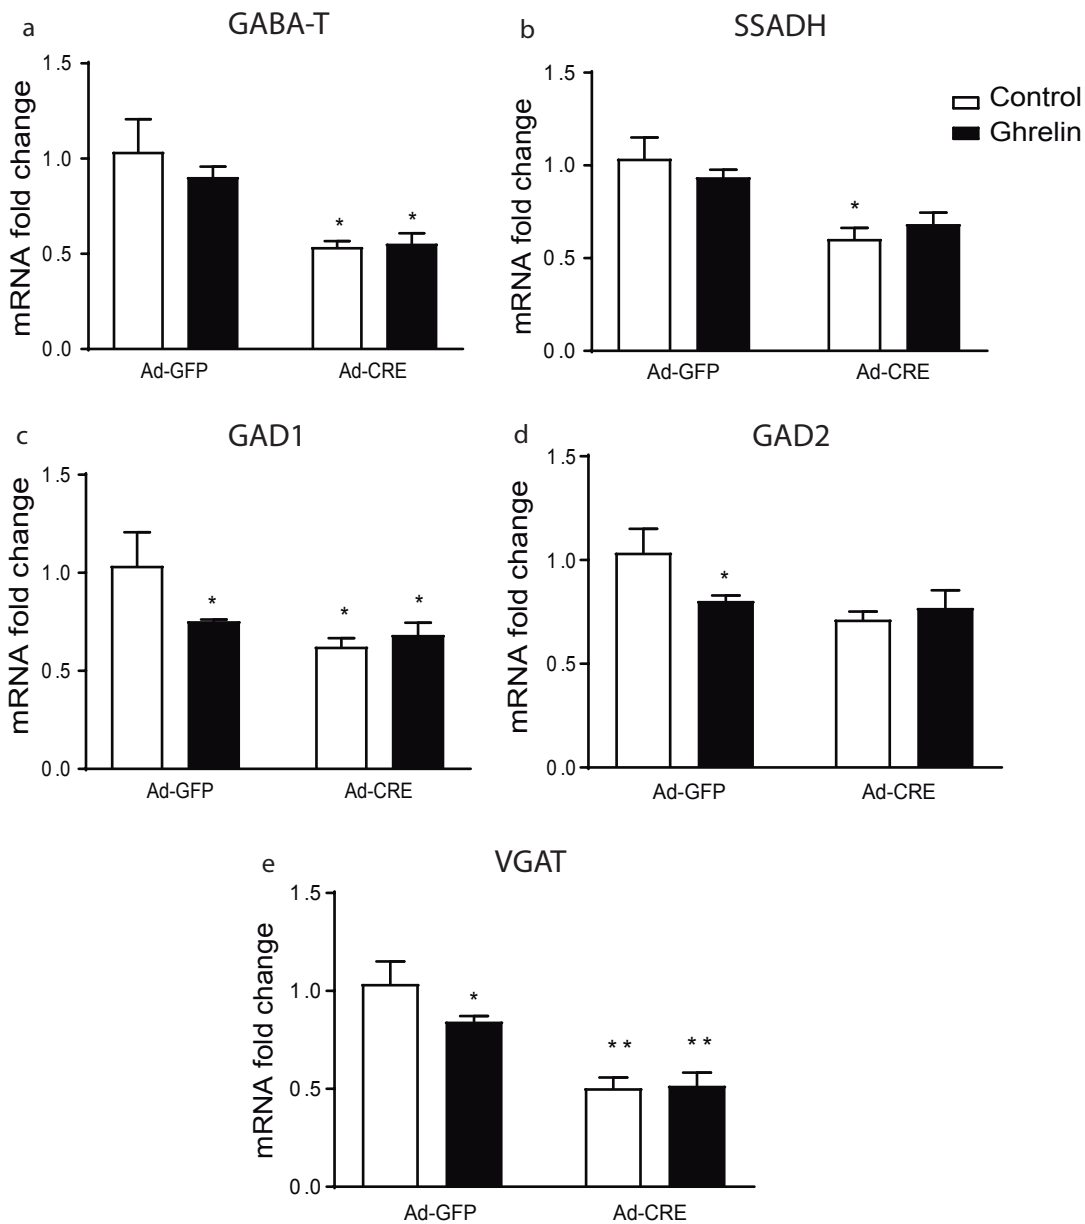 a
GABA-T
mRNA fold change
1.5
1.0
0.5
0.0
*
*
Ad-GFP
Ad-CRE
b
SSADH
Control
Ghrelin
mRNA fold change
1.5
1.0
0.5
0.0
*
Ad-GFP
Ad-CRE
c
GAD1
mRNA fold change
1.5
1.0
0.5
0.0
*
*
*
Ad-GFP
Ad-CRE
d
GAD2
mRNA fold change
1.5
1.0
0.5
0.0
*
Ad-GFP
Ad-CRE
e
VGAT
mRNA fold change
1.5
1.0
0.5
0.0
*
* *
* *
Ad-GFP
Ad-CRE